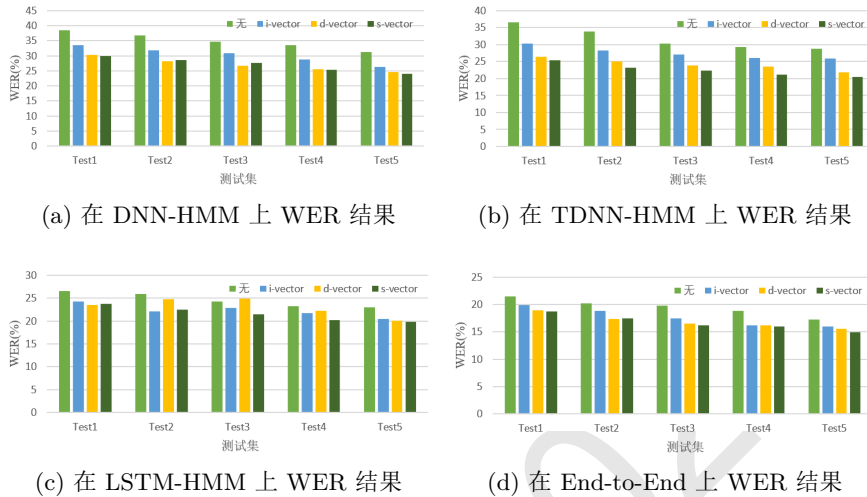 45
40
35
30
25
20
15
10
5
0
WER(%)
无 i-vector d-vector s-vector
Test1 Test2 Test3 Test4 Test5
测试集
(a) 在 DNN-HMM 上 WER 结果
40
35
30
25
20
15
10
5
0
WER(%)
无 i-vector d-vector s-vector
Test1 Test2 Test3 Test4 Test5
测试集
(b) 在 TDNN-HMM 上 WER 结果
30
25
20
15
10
5
0
WER(%)
无 i-vector d-vector s-vector
Test1 Test2 Test3 Test4 Test5
测试集
(c) 在 LSTM-HMM 上 WER 结果
25
20
15
10
5
0
WER(%)
无 i-vector d-vector s-vector
Test1 Test2 Test3 Test4 Test5
测试集
(d) 在 End-to-End 上 WER 结果